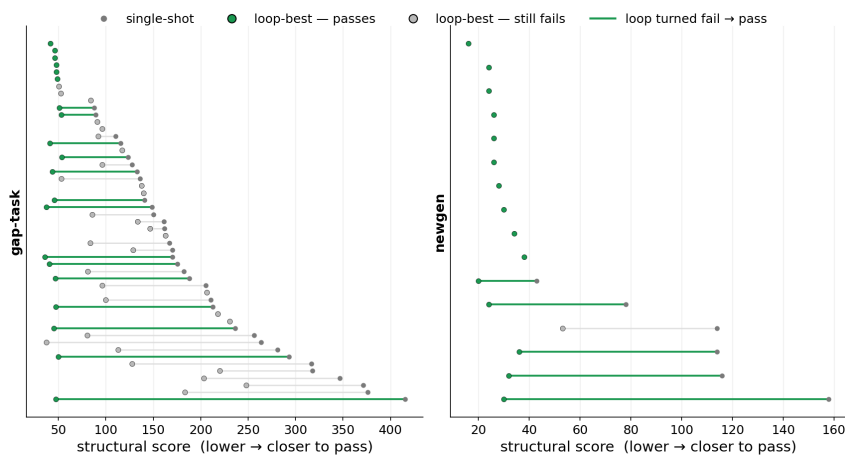 single-shot
loop-best — passes
loop-best — still fails
loop turned fail → pass
gap-task
50 100 150 200 250 300 350 400
structural score (lower → closer to pass)
newgen
20 40 60 80 100 120 140 160
structural score (lower → closer to pass)